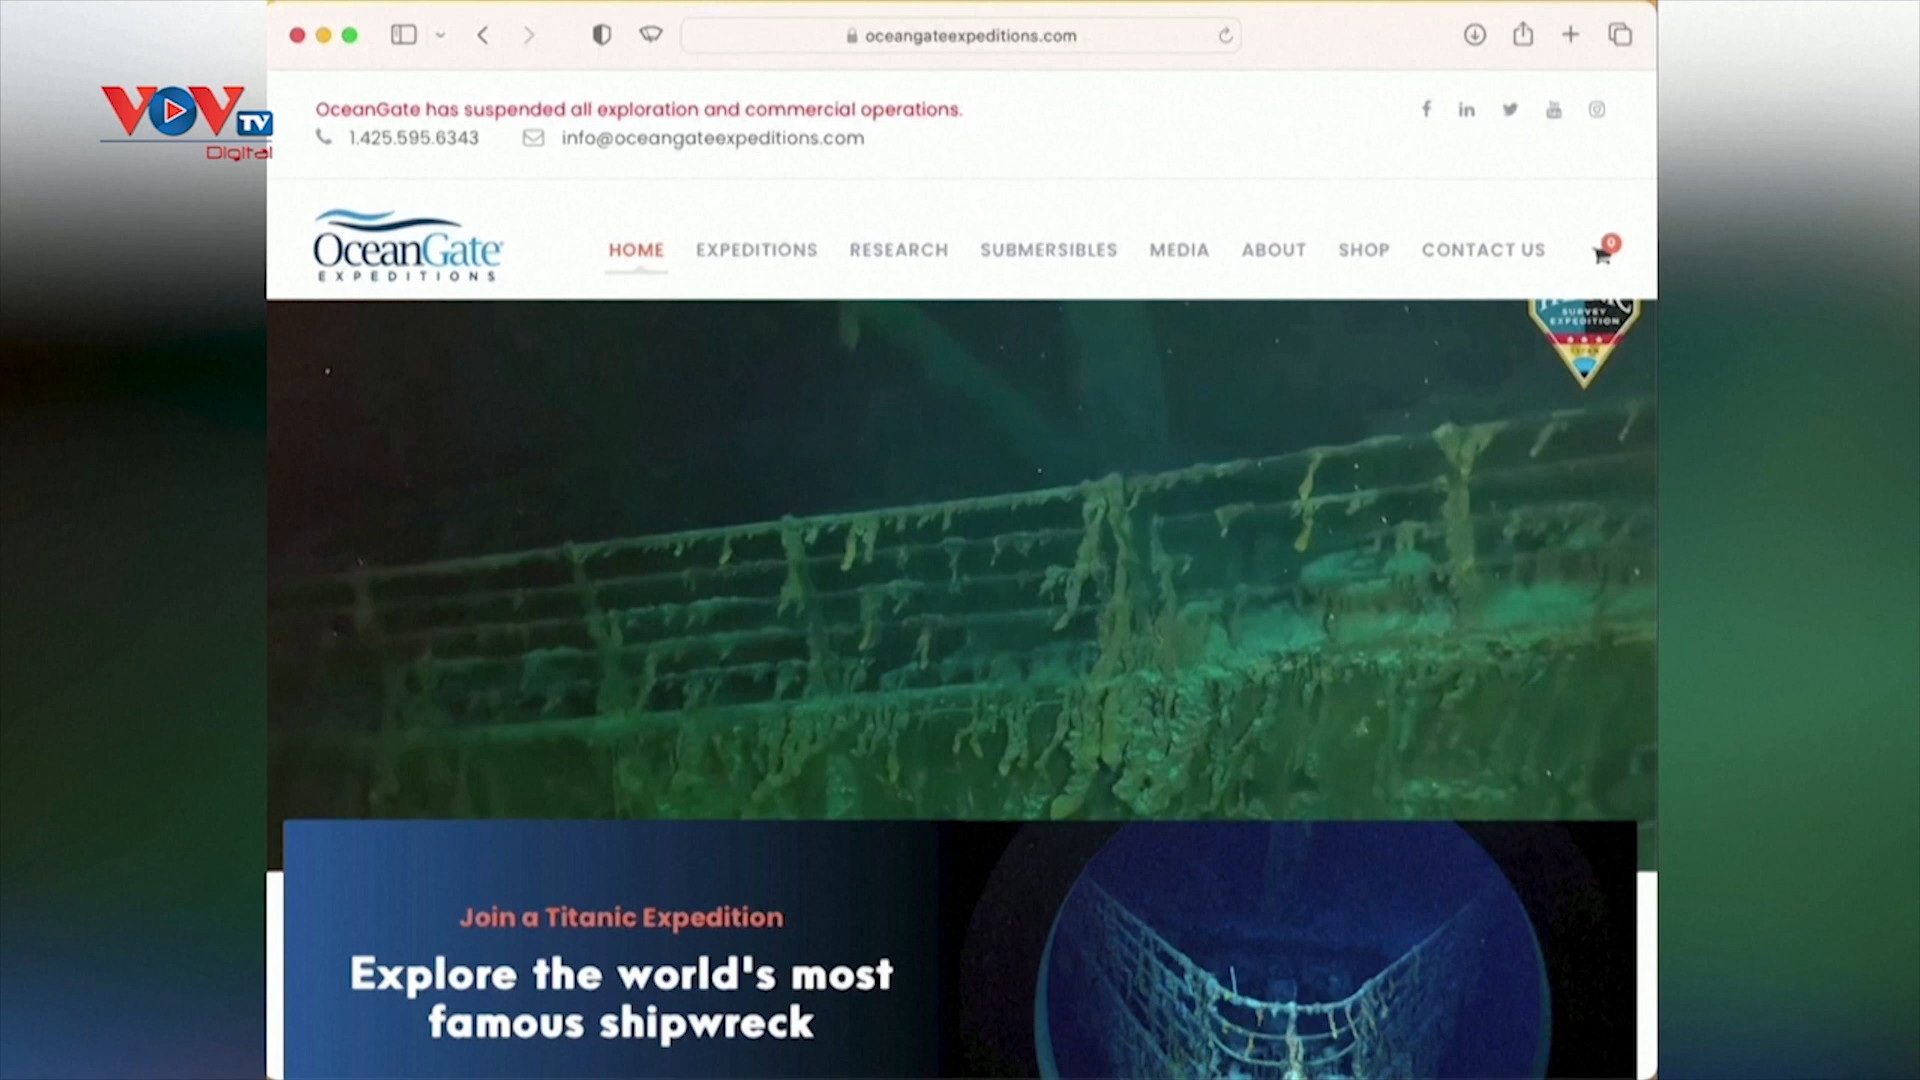 oceangateexpeditions.com
VOV TV
Digital
OceanGate has suspended all exploration and commercial operations.
1.425.595.6343 info@oceangateexpeditions.com
OceanGate
EXPEDITIONS
HOME EXPEDITIONS RESEARCH SUBMERSIBLES MEDIA ABOUT SHOP CONTACT US 0
SURVEY
EXPEDITION
Join a Titanic Expedition
Explore the world's most
famous shipwreck